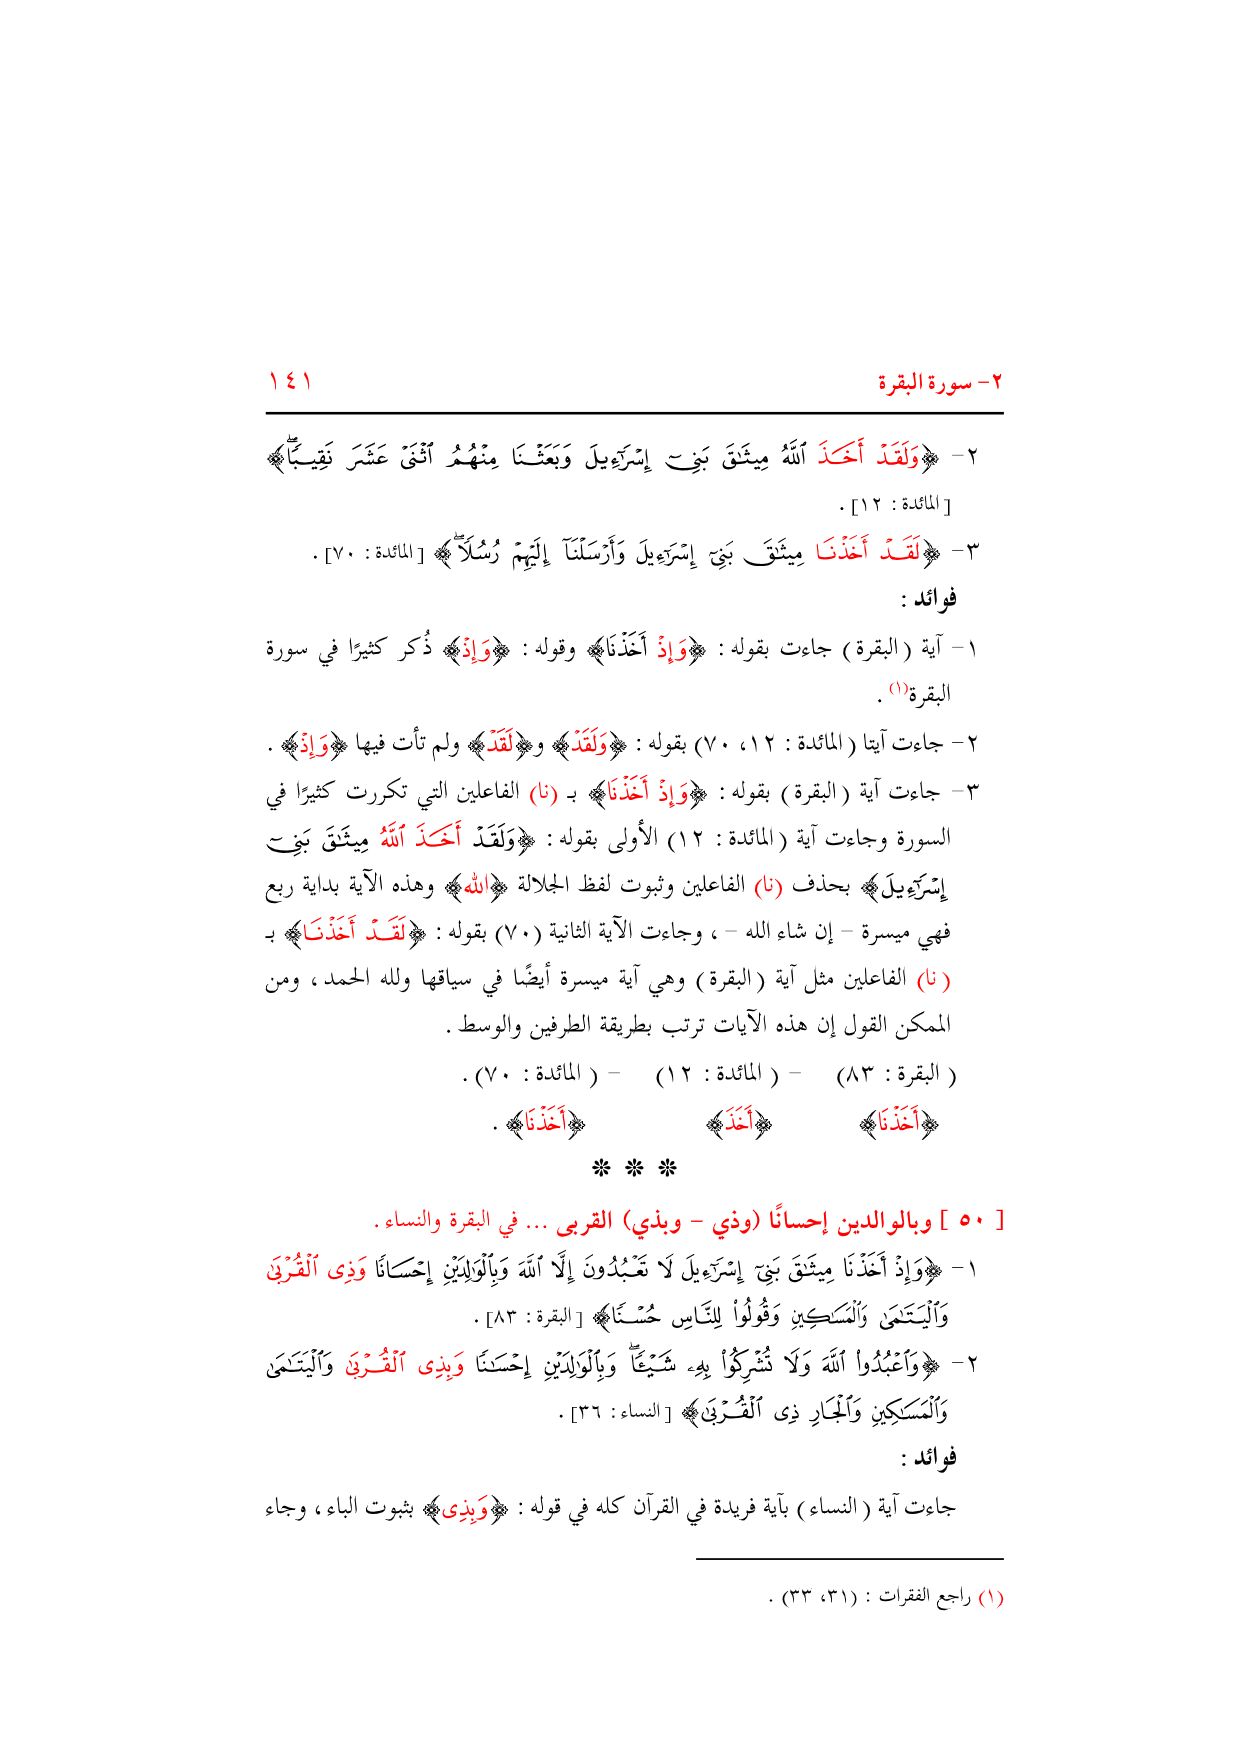 ٢- سورة البقرة ١٤١
٢- ﴿وَلَقَدْ أَخَذَ ٱللَّهُ مِيثَٰقَ بَنِىٓ إِسْرَٰٓءِيلَ وَبَعَثْنَا مِنْهُمُ ٱثْنَىْ عَشَرَ نَقِيبًاۖ﴾
[المائدة : ١٢] .
٣- ﴿لَقَدْ أَخَذْنَا مِيثَٰقَ بَنِىٓ إِسْرَٰٓءِيلَ وَأَرْسَلْنَآ إِلَيْهِمْ رُسُلًاۖ﴾ [المائدة : ٧٠] .
فوائد :
١- آية (البقرة) جاءت بقوله : ﴿وَإِذْ أَخَذْنَا﴾ وقوله : ﴿وَإِذْ﴾ ذُكر كثيرًا في سورة
البقرة(١) .
٢- جاءت آيتا (المائدة : ١٢، ٧٠) بقوله : ﴿وَلَقَدْ﴾ و﴿لَقَدْ﴾ ولم تأت فيها ﴿وَإِذْ﴾ .
٣- جاءت آية (البقرة) بقوله : ﴿وَإِذْ أَخَذْنَا﴾ بـ (نا) الفاعلين التي تكررت كثيرًا في
السورة وجاءت آية (المائدة : ١٢) الأولى بقوله : ﴿وَلَقَدْ أَخَذَ ٱللَّهُ مِيثَٰقَ بَنِىٓ
إِسْرَٰٓءِيلَ﴾ بحذف (نا) الفاعلين وثبوت لفظ الجلالة ﴿الله﴾ وهذه الآية بداية ربع
فهي ميسرة – إن شاء الله – ، وجاءت الآية الثانية (٧٠) بقوله : ﴿لَقَدْ أَخَذْنَا﴾ بـ
(نا) الفاعلين مثل آية (البقرة) وهي آية ميسرة أيضًا في سياقها ولله الحمد ، ومن
الممكن القول إن هذه الآيات ترتب بطريقة الطرفين والوسط .
(البقرة : ٨٣) – (المائدة : ١٢) – (المائدة : ٧٠) .
﴿أَخَذْنَا﴾ ﴿أَخَذَ﴾ ﴿أَخَذْنَا﴾ .
* * *
[ ٥٠ ] وبالوالدين إحسانًا (وذي – وبذي) القربى ... في البقرة والنساء .
١- ﴿وَإِذْ أَخَذْنَا مِيثَٰقَ بَنِىٓ إِسْرَٰٓءِيلَ لَا تَعْبُدُونَ إِلَّا ٱللَّهَ وَبِٱلْوَٰلِدَيْنِ إِحْسَانًا وَذِى ٱلْقُرْبَىٰ
وَٱلْيَتَٰمَىٰ وَٱلْمَسَٰكِينِ وَقُولُوا۟ لِلنَّاسِ حُسْنًا﴾ [البقرة : ٨٣] .
٢- ﴿وَٱعْبُدُوا۟ ٱللَّهَ وَلَا تُشْرِكُوا۟ بِهِۦ شَيْـًٔاۖ وَبِٱلْوَٰلِدَيْنِ إِحْسَٰنًا وَبِذِى ٱلْقُرْبَىٰ وَٱلْيَتَٰمَىٰ
وَٱلْمَسَٰكِينِ وَٱلْجَارِ ذِى ٱلْقُرْبَىٰ﴾ [النساء : ٣٦] .
فوائد :
جاءت آية (النساء) بآية فريدة في القرآن كله في قوله : ﴿وَبِذِى﴾ بثبوت الباء ، وجاء
(١) راجع الفقرات : (٣١، ٣٣) .